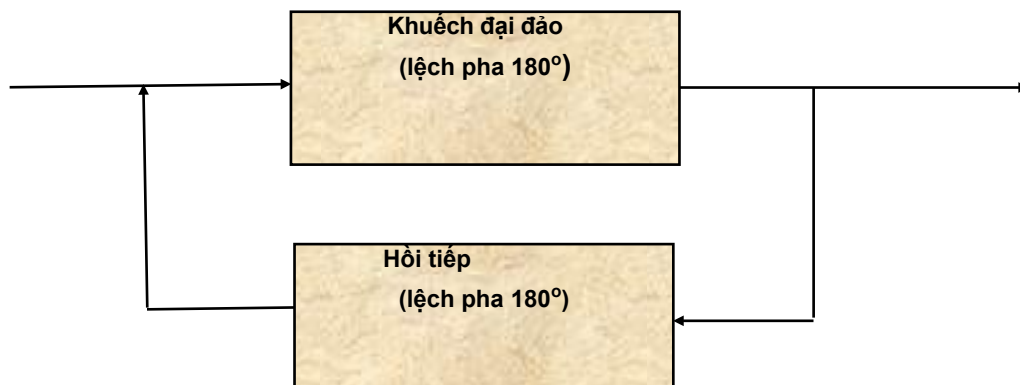 Khuếch đại đảo
(lệch pha 180º)
Hồi tiếp
(lệch pha 180º)